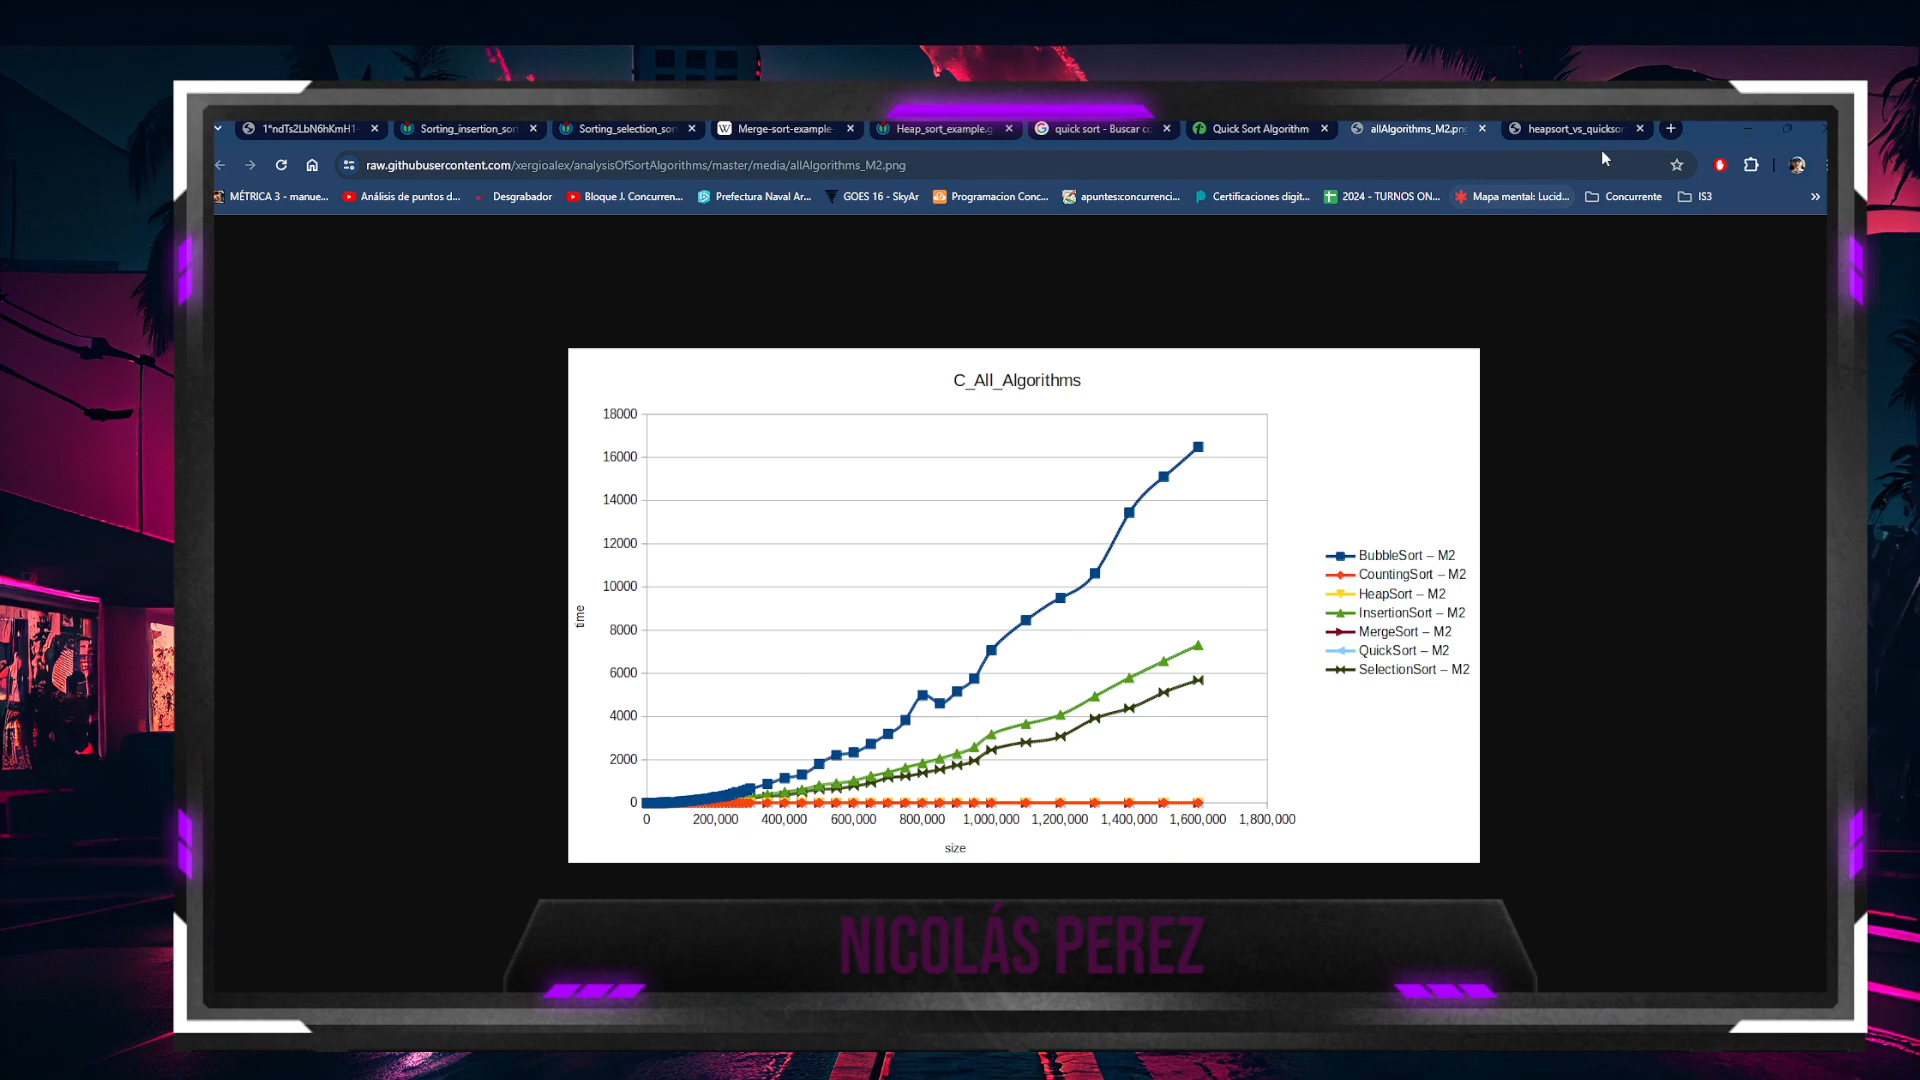 1*ndTs2LbN6hKmH1-
Sorting_insertion_sor
Sorting_selection_sor
Merge-sort-example-
Heap_sort_example.g
quick sort - Buscar co
Quick Sort Algorithm
allAlgorithms_M2.png
heapsort_vs_quicksor
raw.githubusercontent.com/xergioalex/analysisOfSortAlgorithms/master/media/allAlgorithms_M2.png
MÉTRICA 3 - manue...
Análisis de puntos d...
Desgrabador
Bloque J. Concurren...
Prefectura Naval Ar...
GOES 16 - SkyAr
Programacion Conc...
apuntes:concurrenci...
Certificaciones digit...
2024 - TURNOS ON...
Mapa mental: Lucid...
Concurrente
IS3
C_All_Algorithms
18000
16000
14000
12000
10000
8000
6000
4000
2000
0
time
0 200,000 400,000 600,000 800,000 1,000,000 1,200,000 1,400,000 1,600,000 1,800,000
size
BubbleSort – M2
CountingSort – M2
HeapSort – M2
InsertionSort – M2
MergeSort – M2
QuickSort – M2
SelectionSort – M2
NICOLÁS PEREZ